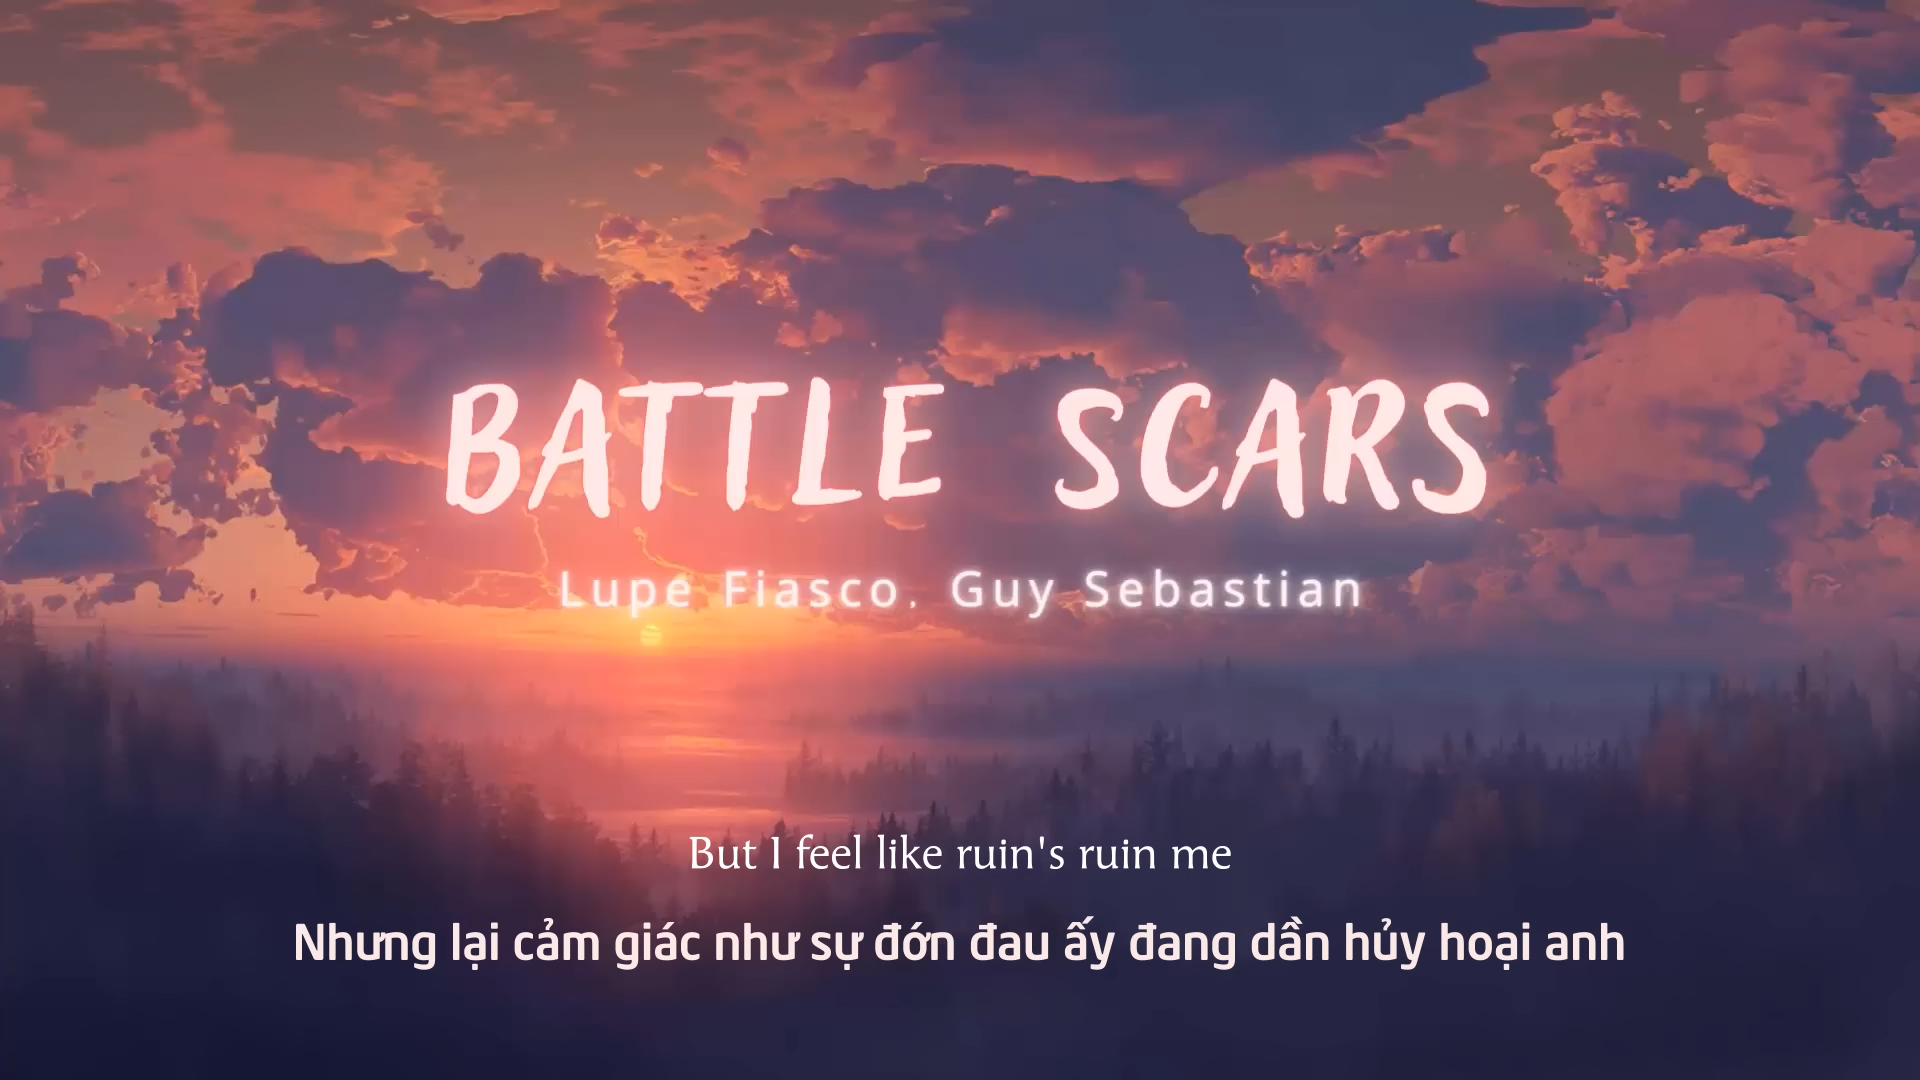 BATTLE SCARS
Lupe Fiasco, Guy Sebastian
But I feel like ruin's ruin me
Nhưng lại cảm giác như sự đớn đau ấy đang dần hủy hoại anh